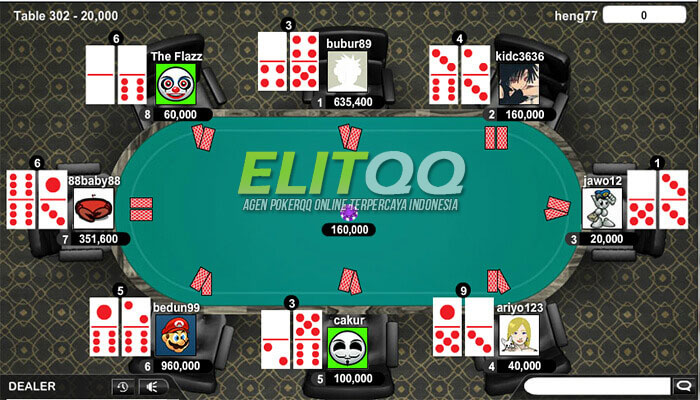 Table 302 - 20,000
heng77
0
6
The Flazz
60,000
8
3
bubur89
1
635,400
4
kidc3636
2
160,000
6
88baby88
7
351,600
ELITQQ
AGEN POKERQQ ONLINE TERPERCAYA INDONESIA
160,000
1
jawo12
3
20,000
5
bedun99
6
960,000
3
cakur
5
100,000
9
ariyo123
4
40,000
DEALER